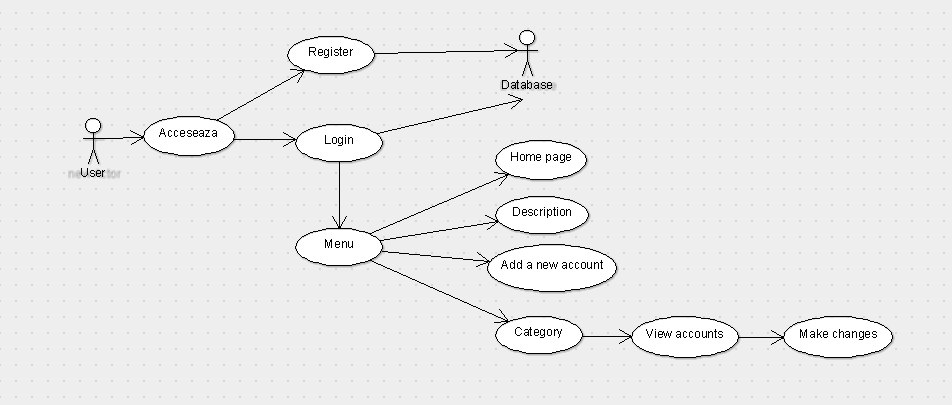 Register
Database
Acceseaza
Login
User
Home page
Description
Menu
Add a new account
Category
View accounts
Make changes